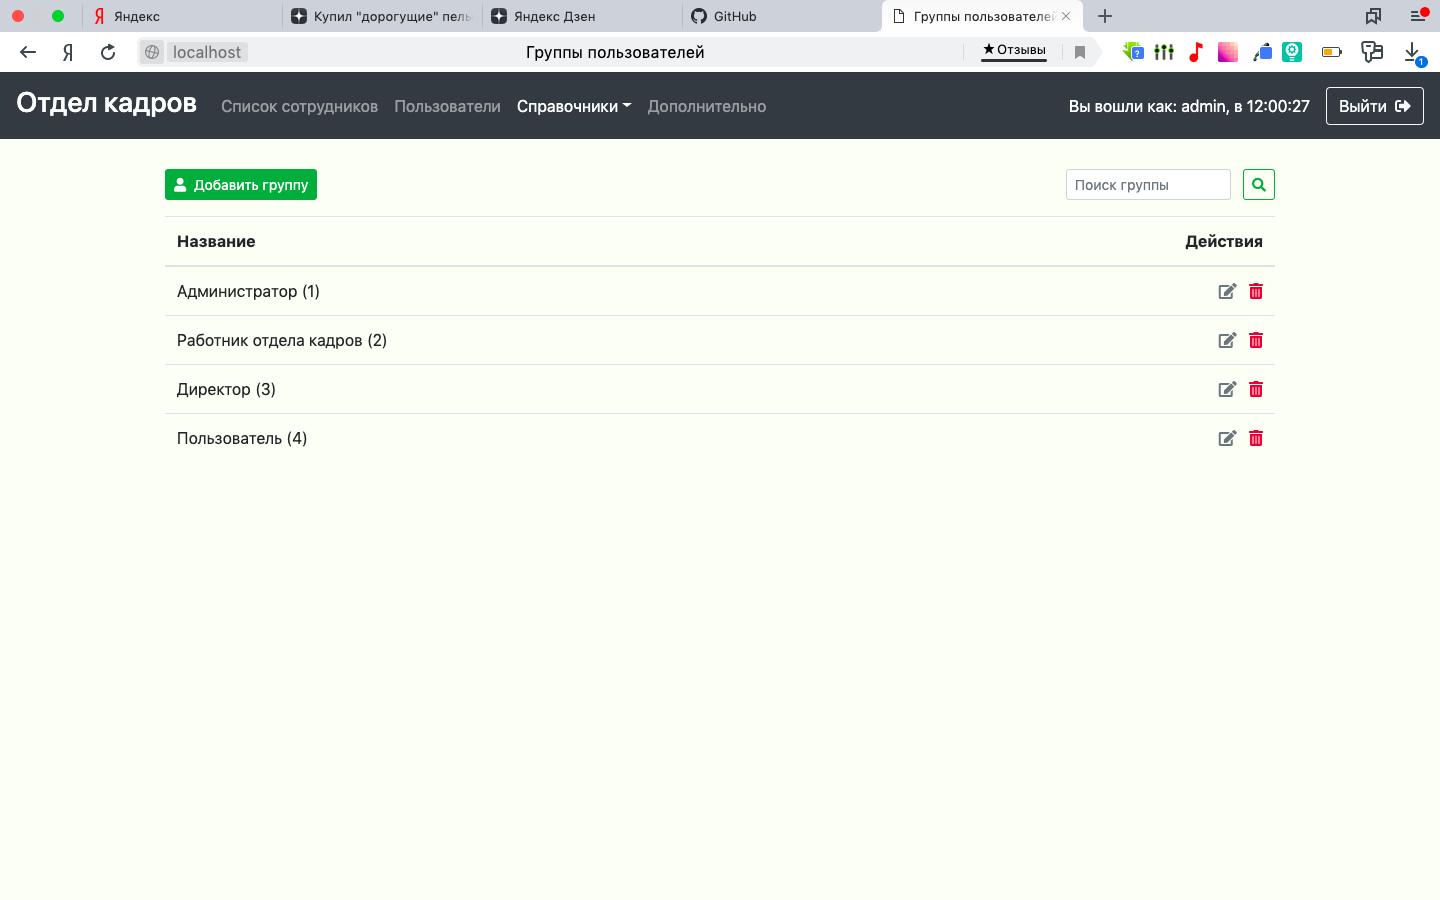 Яндекс
Купил "дорогущие"
Яндекс Дзен
GitHub
Группы пользователей
localhost
Группы пользователей
★Отзывы
1
Отдел кадров
Список сотрудников
Пользователи
Справочники
Дополнительно
Вы вошли как: admin, в 12:00:27
Выйти
Добавить группу
Поиск группы
Название
Действия
Администратор (1)
Работник отдела кадров (2)
Директор (3)
Пользователь (4)